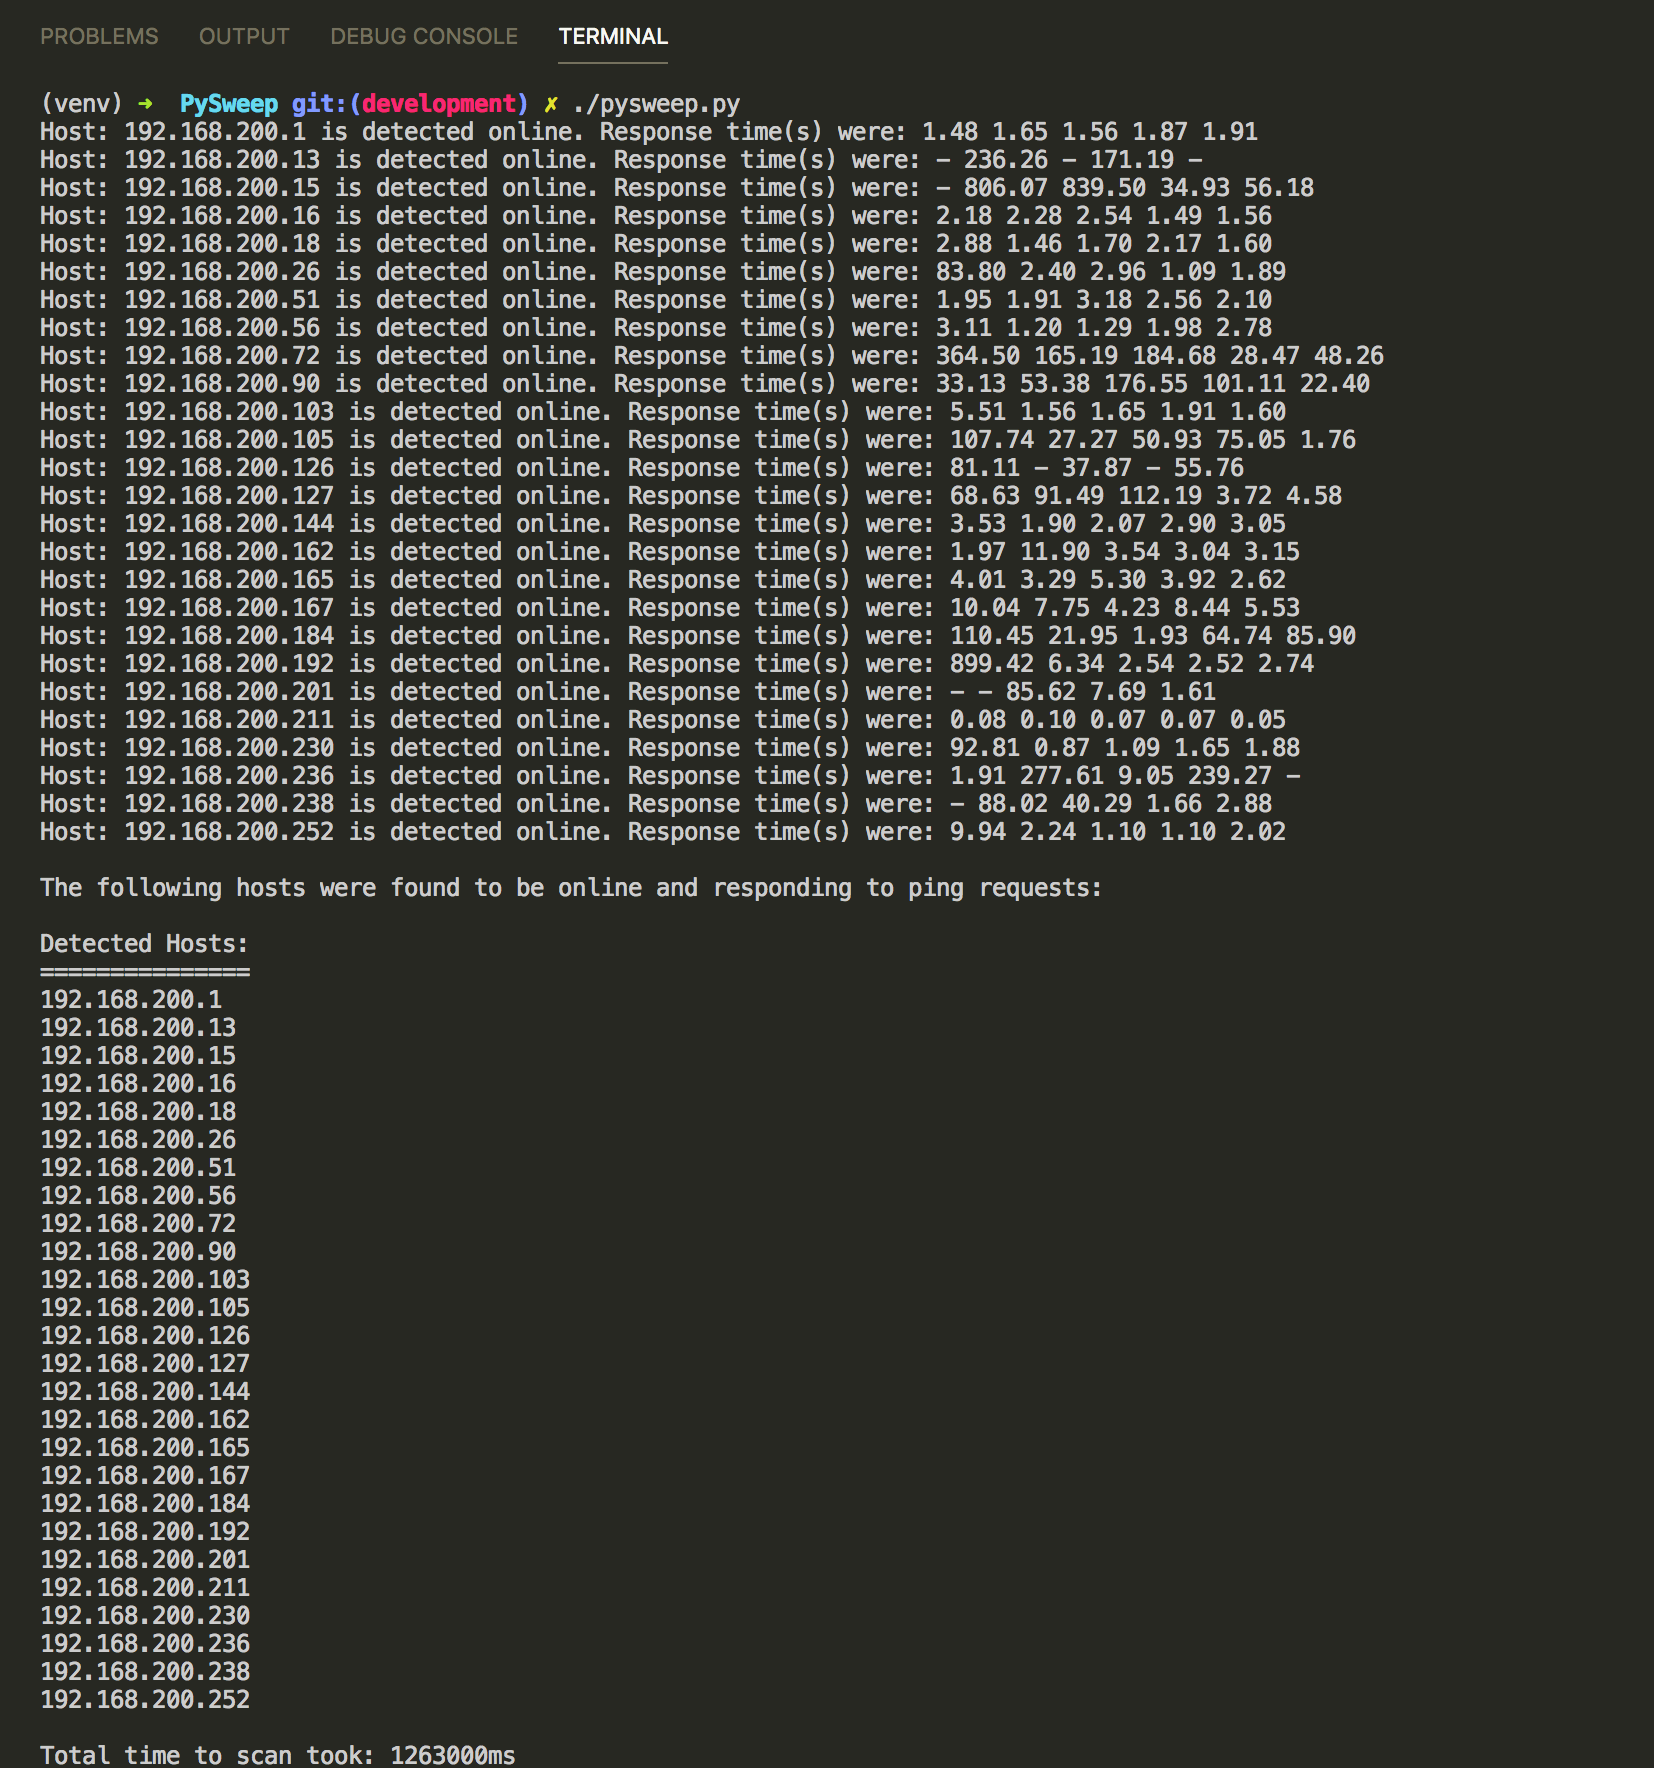 PROBLEMS OUTPUT DEBUG CONSOLE TERMINAL
(venv) ➜  PySweep git:(development) ✗ ./pysweep.py
Host: 192.168.200.1 is detected online. Response time(s) were: 1.48 1.65 1.56 1.87 1.91
Host: 192.168.200.13 is detected online. Response time(s) were: - 236.26 - 171.19 -
Host: 192.168.200.15 is detected online. Response time(s) were: - 806.07 839.50 34.93 56.18
Host: 192.168.200.16 is detected online. Response time(s) were: 2.18 2.28 2.54 1.49 1.56
Host: 192.168.200.18 is detected online. Response time(s) were: 2.88 1.46 1.70 2.17 1.60
Host: 192.168.200.26 is detected online. Response time(s) were: 83.80 2.40 2.96 1.09 1.89
Host: 192.168.200.51 is detected online. Response time(s) were: 1.95 1.91 3.18 2.56 2.10
Host: 192.168.200.56 is detected online. Response time(s) were: 3.11 1.20 1.29 1.98 2.78
Host: 192.168.200.72 is detected online. Response time(s) were: 364.50 165.19 184.68 28.47 48.26
Host: 192.168.200.90 is detected online. Response time(s) were: 33.13 53.38 176.55 101.11 22.40
Host: 192.168.200.103 is detected online. Response time(s) were: 5.51 1.56 1.65 1.91 1.60
Host: 192.168.200.105 is detected online. Response time(s) were: 107.74 27.27 50.93 75.05 1.76
Host: 192.168.200.126 is detected online. Response time(s) were: 81.11 - 37.87 - 55.76
Host: 192.168.200.127 is detected online. Response time(s) were: 68.63 91.49 112.19 3.72 4.58
Host: 192.168.200.144 is detected online. Response time(s) were: 3.53 1.90 2.07 2.90 3.05
Host: 192.168.200.162 is detected online. Response time(s) were: 1.97 11.90 3.54 3.04 3.15
Host: 192.168.200.165 is detected online. Response time(s) were: 4.01 3.29 5.30 3.92 2.62
Host: 192.168.200.167 is detected online. Response time(s) were: 10.04 7.75 4.23 8.44 5.53
Host: 192.168.200.184 is detected online. Response time(s) were: 110.45 21.95 1.93 64.74 85.90
Host: 192.168.200.192 is detected online. Response time(s) were: 899.42 6.34 2.54 2.52 2.74
Host: 192.168.200.201 is detected online. Response time(s) were: - - 85.62 7.69 1.61
Host: 192.168.200.211 is detected online. Response time(s) were: 0.08 0.10 0.07 0.07 0.05
Host: 192.168.200.230 is detected online. Response time(s) were: 92.81 0.87 1.09 1.65 1.88
Host: 192.168.200.236 is detected online. Response time(s) were: 1.91 277.61 9.05 239.27 -
Host: 192.168.200.238 is detected online. Response time(s) were: - 88.02 40.29 1.66 2.88
Host: 192.168.200.252 is detected online. Response time(s) were: 9.94 2.24 1.10 1.10 2.02
The following hosts were found to be online and responding to ping requests:
Detected Hosts:
===============
192.168.200.1
192.168.200.13
192.168.200.15
192.168.200.16
192.168.200.18
192.168.200.26
192.168.200.51
192.168.200.56
192.168.200.72
192.168.200.90
192.168.200.103
192.168.200.105
192.168.200.126
192.168.200.127
192.168.200.144
192.168.200.162
192.168.200.165
192.168.200.167
192.168.200.184
192.168.200.192
192.168.200.201
192.168.200.211
192.168.200.230
192.168.200.236
192.168.200.238
192.168.200.252
Total time to scan took: 1263000ms